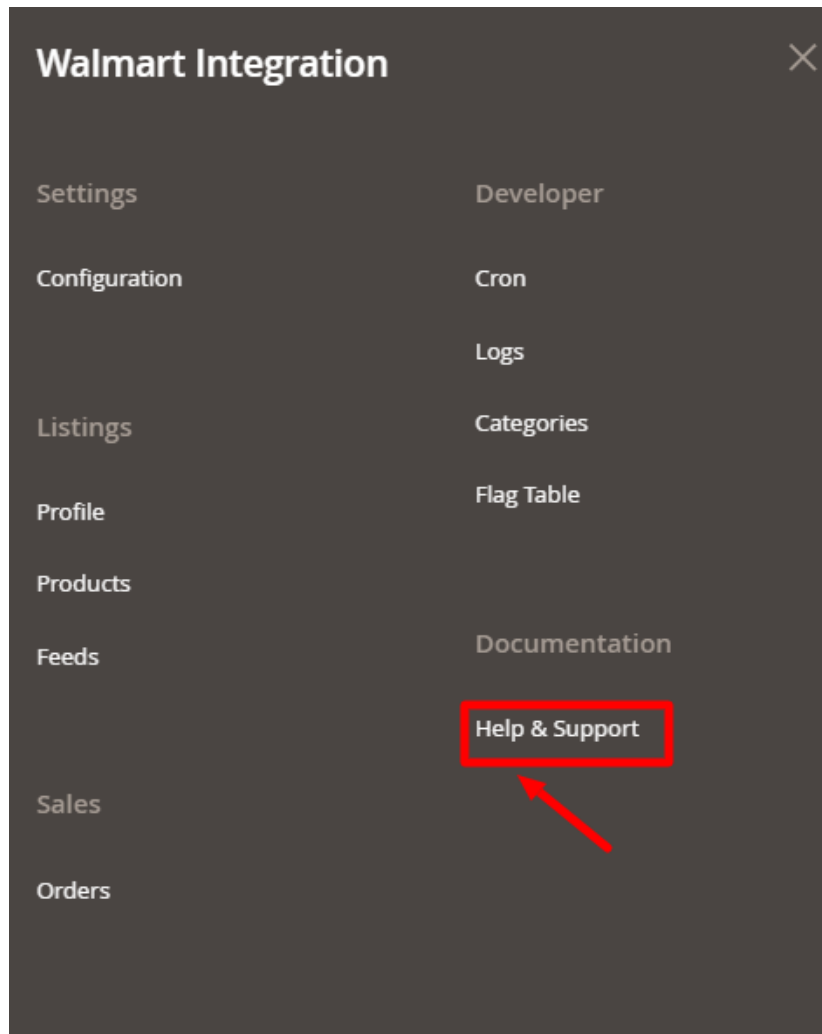 Walmart Integration
Settings
Configuration
Listings
Profile
Products
Feeds
Sales
Orders
Developer
Cron
Logs
Categories
Flag Table
Documentation
Help & Support